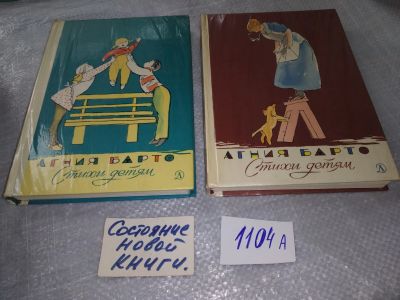 АГНИЯ БАРТО
Стихи детям
АГНИЯ БАРТО
Стихи детям
Состояние
новой
книги.
1104 А